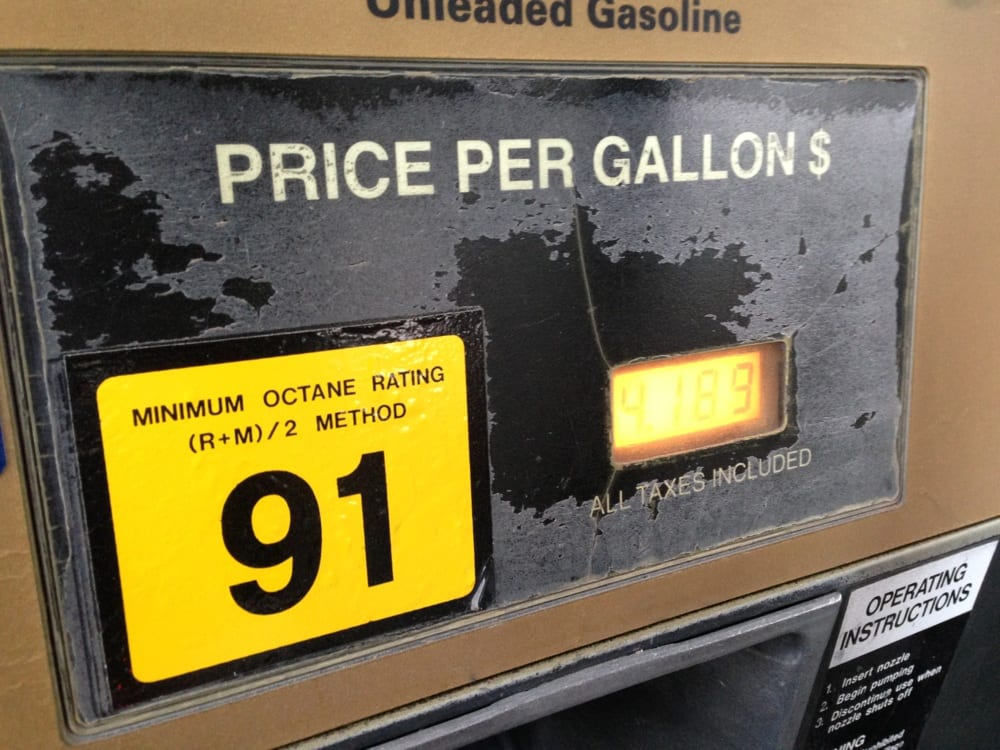 Unleaded Gasoline
PRICE PER GALLON $
MINIMUM OCTANE RATING
(R+M)/2 METHOD
91
4.189
ALL TAXES INCLUDED
OPERATING
INSTRUCTIONS
1. Insert nozzle
2. Begin pumping
3. Discontinue use when
nozzle shuts off